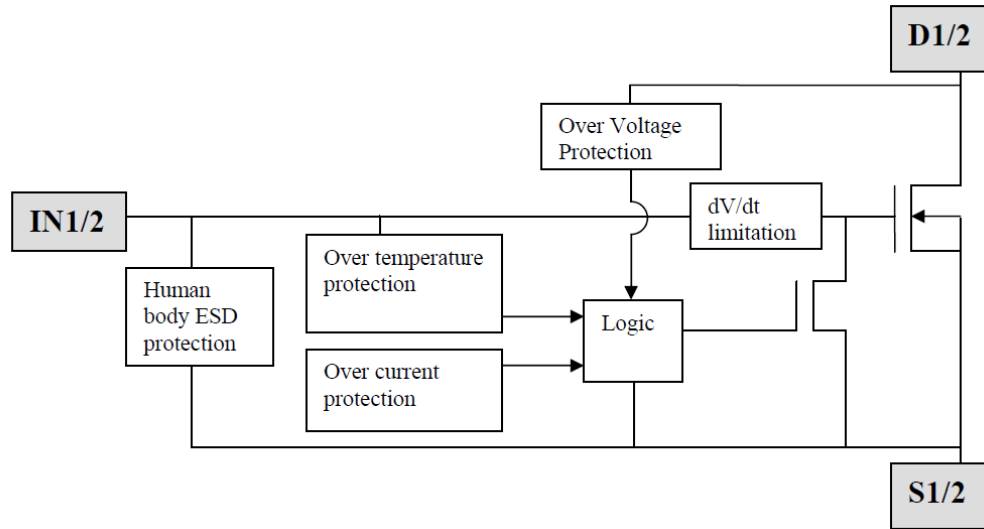 D1/2
Over Voltage
Protection
IN1/2
dV/dt
limitation
Over temperature
protection
Human
body ESD
protection
Logic
Over current
protection
S1/2